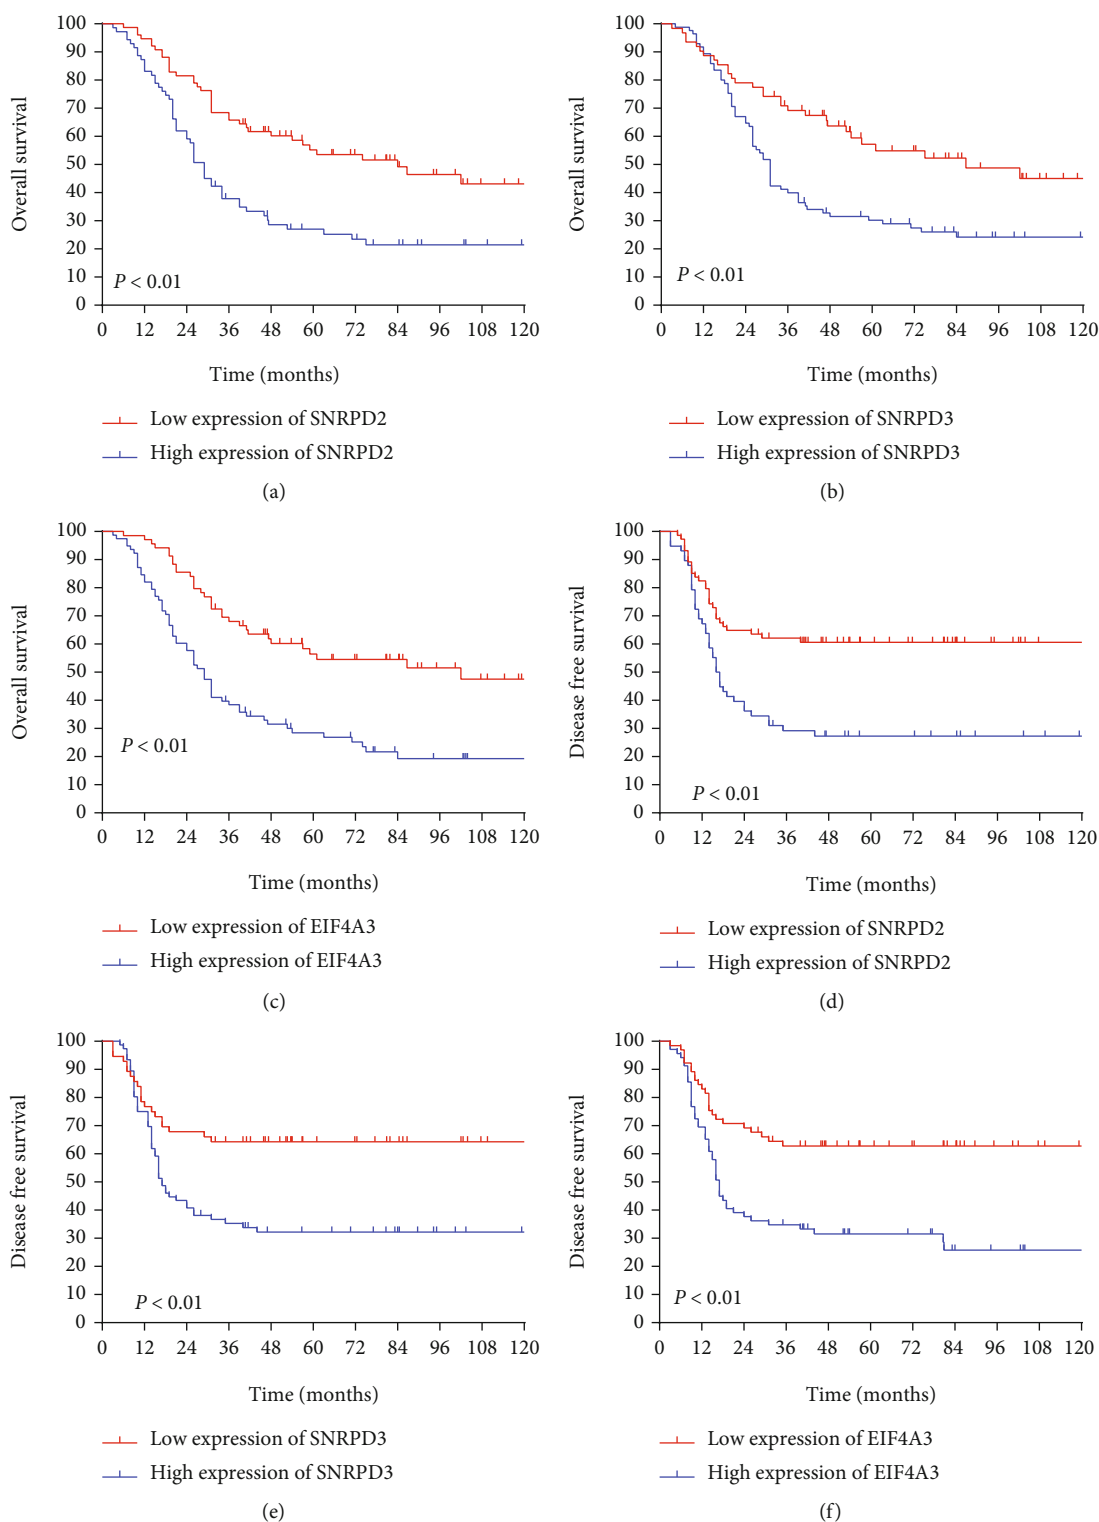 100
90
80
70
60
50
40
30
20
10
0
Overall survival
P < 0.01
0 12 24 36 48 60 72 84 96 108 120
Time (months)
Low expression of SNRPD2
High expression of SNRPD2
(a)
100
90
80
70
60
50
40
30
20
10
0
Overall survival
P < 0.01
0 12 24 36 48 60 72 84 96 108 120
Time (months)
Low expression of SNRPD3
High expression of SNRPD3
(b)
100
90
80
70
60
50
40
30
20
10
0
Overall survival
P < 0.01
0 12 24 36 48 60 72 84 96 108 120
Time (months)
Low expression of EIF4A3
High expression of EIF4A3
(c)
100
90
80
70
60
50
40
30
20
10
0
Disease free survival
P < 0.01
0 12 24 36 48 60 72 84 96 108 120
Time (months)
Low expression of SNRPD2
High expression of SNRPD2
(d)
100
90
80
70
60
50
40
30
20
10
0
Disease free survival
P < 0.01
0 12 24 36 48 60 72 84 96 108 120
Time (months)
Low expression of SNRPD3
High expression of SNRPD3
(e)
100
90
80
70
60
50
40
30
20
10
0
Disease free survival
P < 0.01
0 12 24 36 48 60 72 84 96 108 120
Time (months)
Low expression of EIF4A3
High expression of EIF4A3
(f)